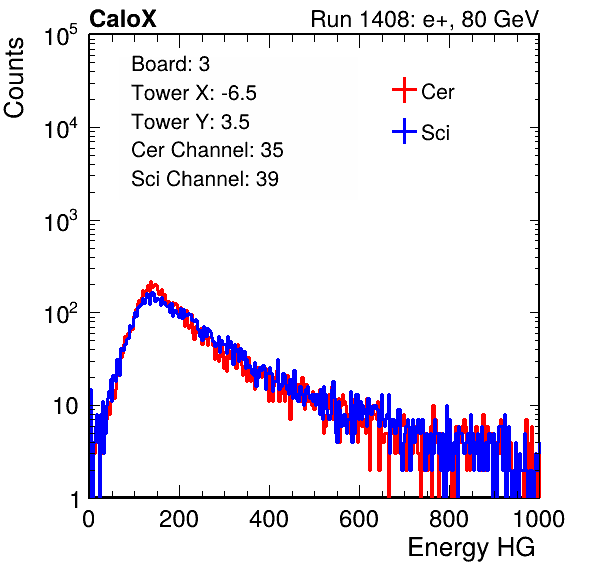 CaloX Run 1408: e+, 80 GeV
Counts
10^5
10^4
10^3
10^2
10
1
Board: 3
Tower X: -6.5
Tower Y: 3.5
Cer Channel: 35
Sci Channel: 39
Cer
Sci
0 200 400 600 800 1000
Energy HG